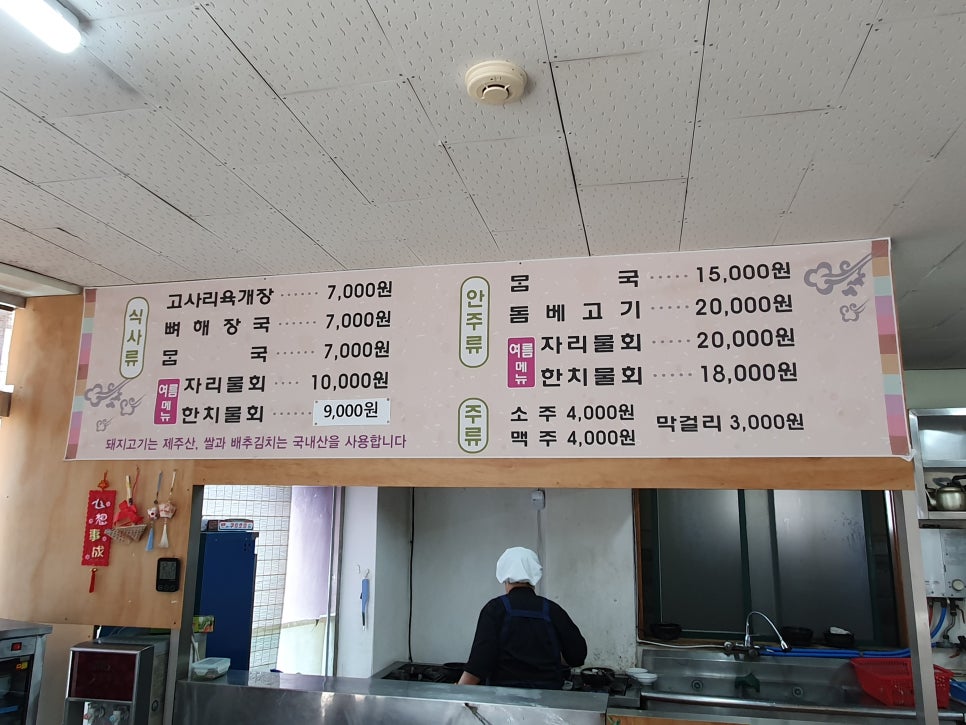 식사류
고사리육개장 ······ 7,000원
뼈해장국 ······ 7,000원
몸국 ······ 7,000원
여름메뉴
자리물회 ···· 10,000원
한치물회 ······ 9,000원
돼지고기는 제주산, 쌀과 배추김치는 국내산을 사용합니다
안주류
몸국 ····· 15,000원
돔베고기 ····· 20,000원
여름메뉴
자리물회 ······ 20,000원
한치물회 ······ 18,000원
주류
소주 4,000원
맥주 4,000원
막걸리 3,000원
心想事成